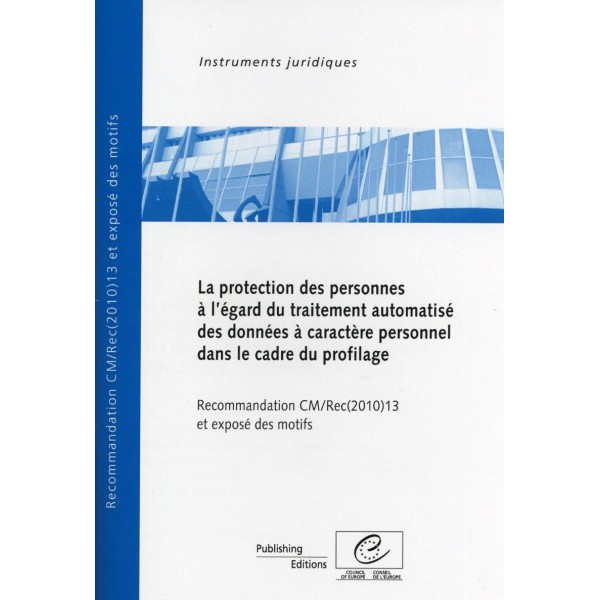 Instruments juridiques
Recommandation CM/Rec(2010)13 et exposé des motifs
La protection des personnes
à l'égard du traitement automatisé
des données à caractère personnel
dans le cadre du profilage
Recommandation CM/Rec(2010)13
et exposé des motifs
Publishing
Editions
COUNCIL CONSEIL
OF EUROPE DE L'EUROPE